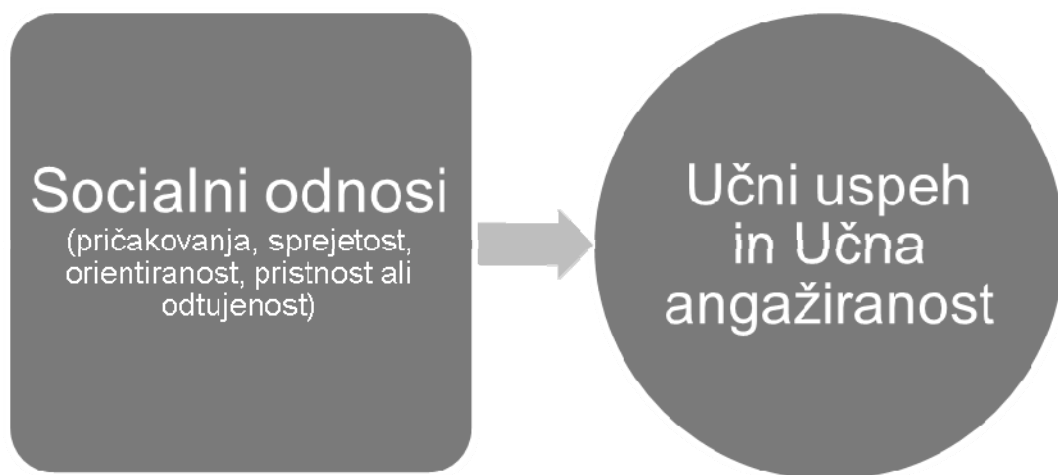 Socialni odnosi
(pričakovanja, sprejetost,
orientiranost, pristnost ali
odtujenost)
Učni uspeh
in Učna
angažiranost